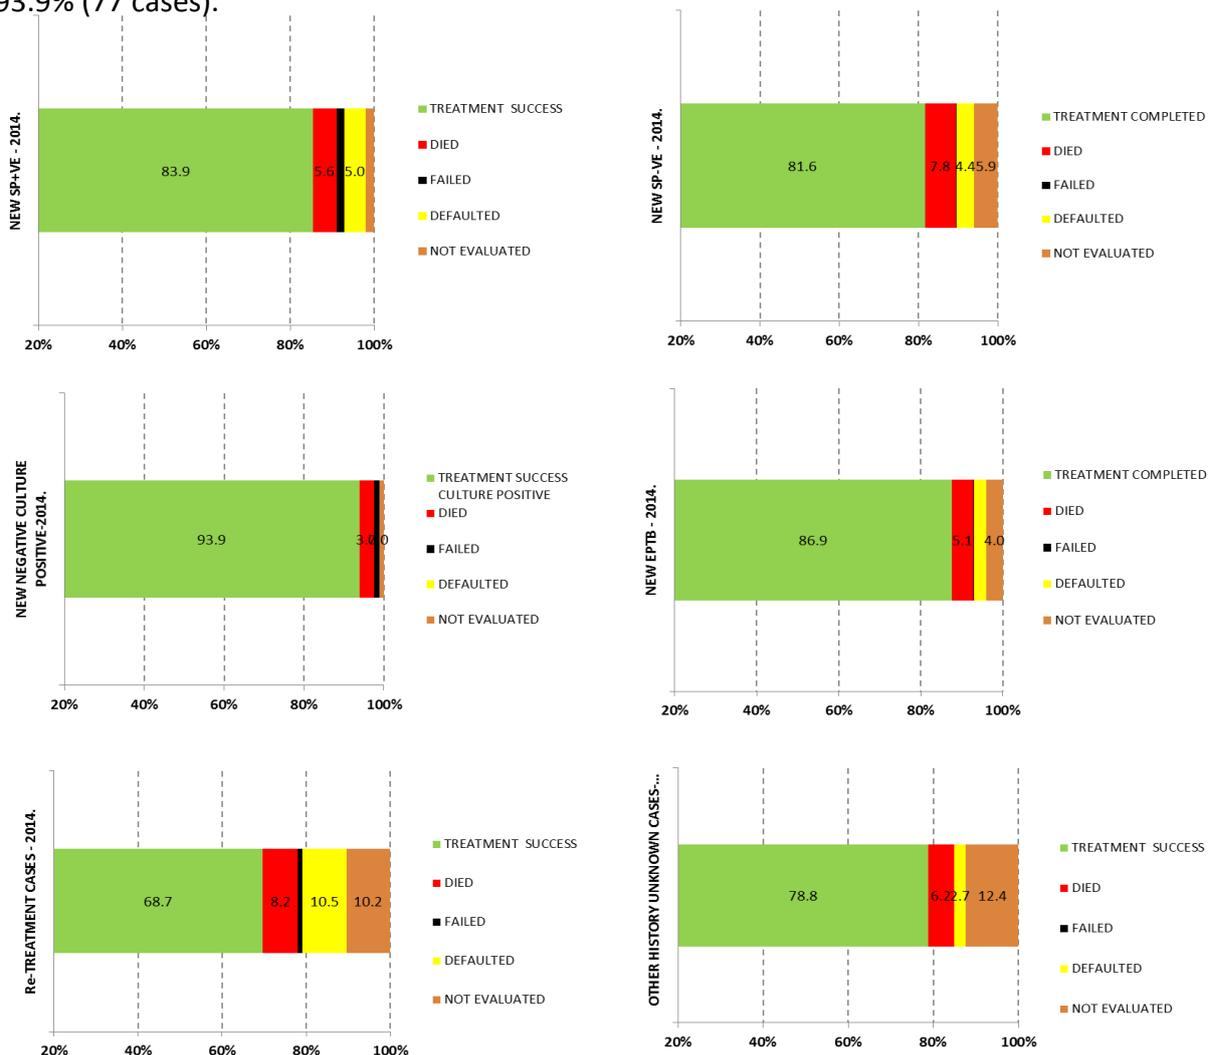 93.9% (77 cases).
NEW SP+VE - 2014.
83.9
5.6
5.0
20%
40%
60%
80%
100%
TREATMENT SUCCESS
DIED
FAILED
DEFAULTED
NOT EVALUATED
NEW SP-VE - 2014.
81.6
7.8
4.4
5.9
20%
40%
60%
80%
100%
TREATMENT COMPLETED
DIED
FAILED
DEFAULTED
NOT EVALUATED
NEW NEGATIVE CULTURE
POSITIVE-2014.
93.9
20%
40%
60%
80%
100%
TREATMENT SUCCESS
CULTURE POSITIVE
DIED
FAILED
DEFAULTED
NOT EVALUATED
NEW EPTB - 2014.
86.9
5.1
4.0
20%
40%
60%
80%
100%
TREATMENT COMPLETED
DIED
FAILED
DEFAULTED
NOT EVALUATED
Re-TREATMENT CASES - 2014.
68.7
8.2
10.5
10.2
20%
40%
60%
80%
100%
TREATMENT SUCCESS
DIED
FAILED
DEFAULTED
NOT EVALUATED
OTHER HISTORY UNKNOWN CASES-...
78.8
6.2
2.7
12.4
20%
40%
60%
80%
100%
TREATMENT SUCCESS
DIED
FAILED
DEFAULTED
NOT EVALUATED